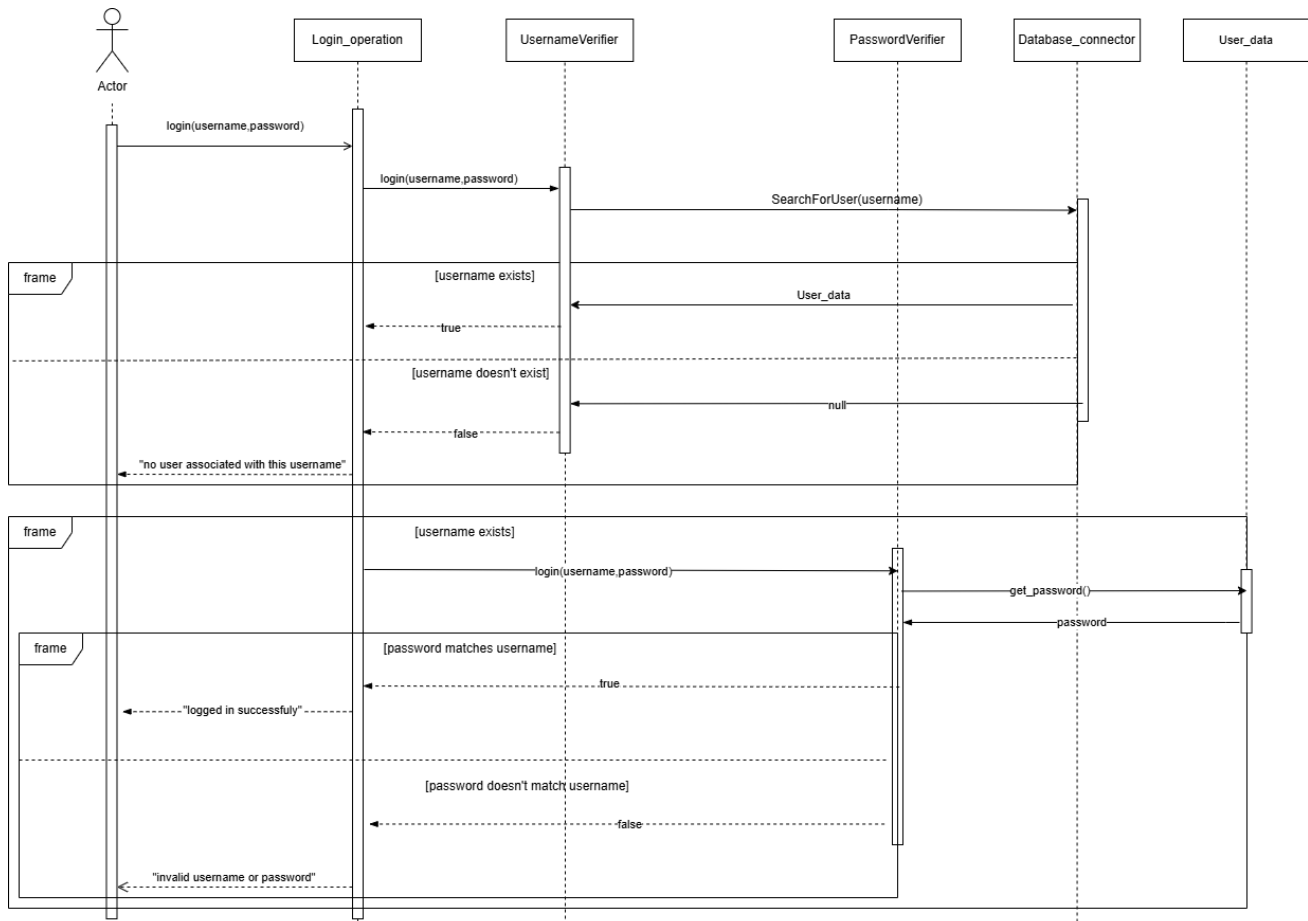 Actor
Login_operation
UsernameVerifier
PasswordVerifier
Database_connector
User_data
login(username,password)
login(username,password)
SearchForUser(username)
frame
[username exists]
User_data
true
[username doesn't exist]
null
false
"no user associated with this username"
frame
[username exists]
login(username,password)
get_password()
password
frame
[password matches username]
true
"logged in successfuly"
[password doesn't match username]
false
"invalid username or password"